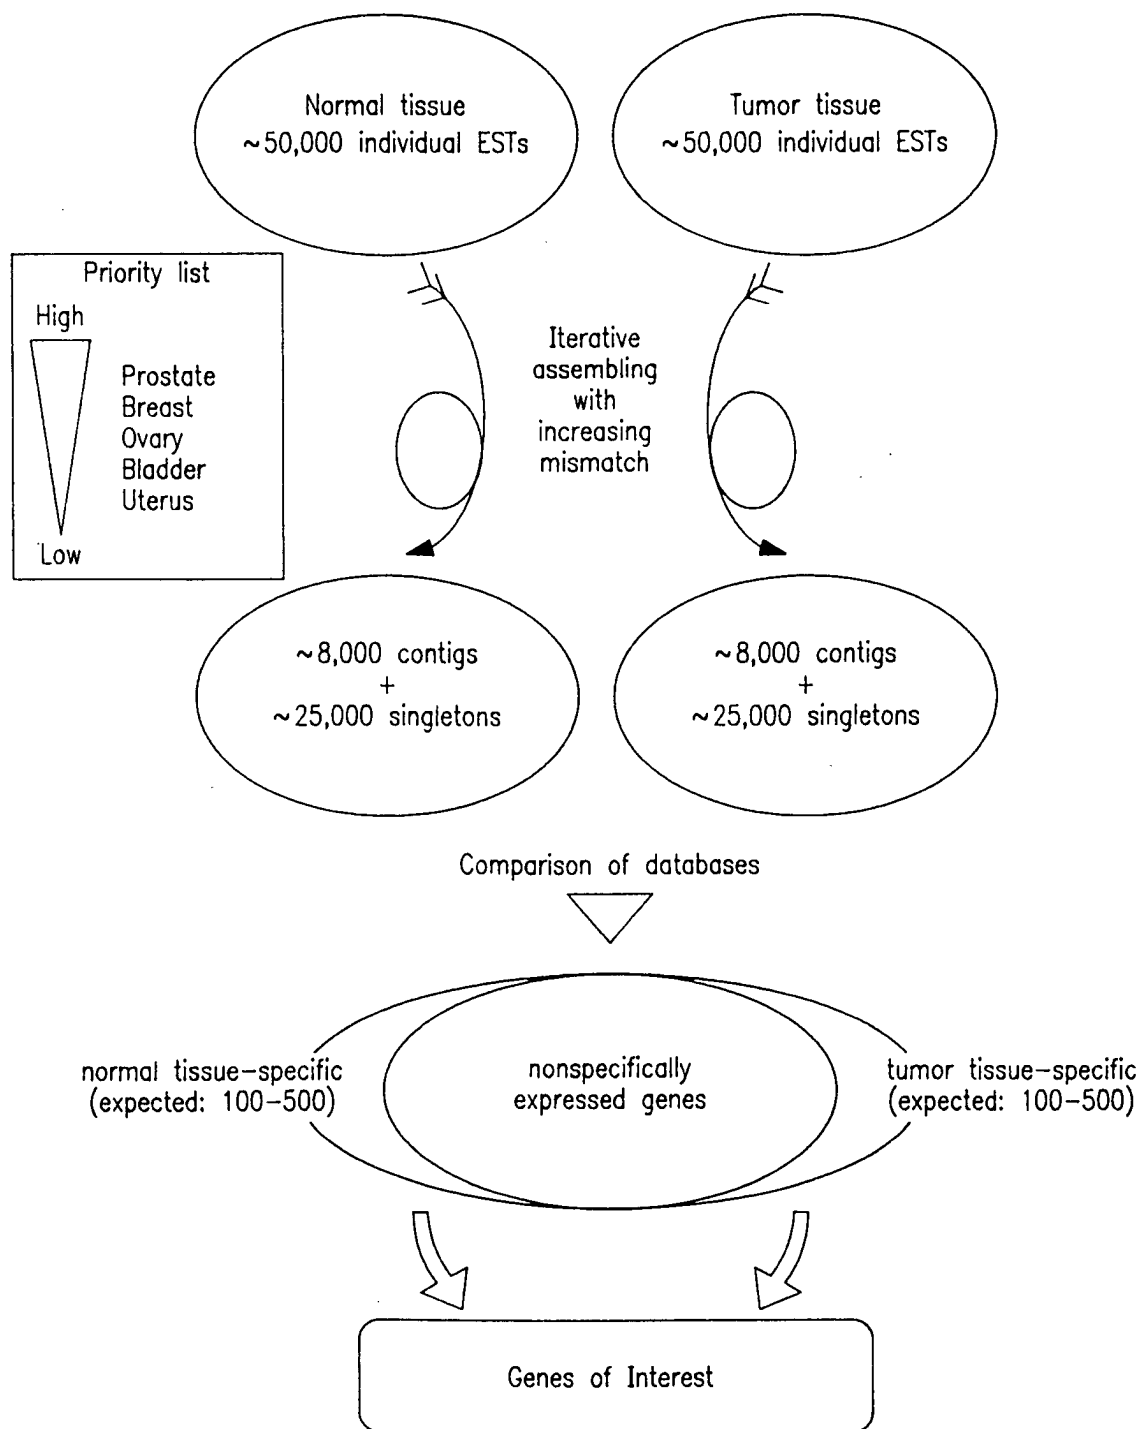 Normal tissue
~50,000 individual ESTs
Tumor tissue
~50,000 individual ESTs
Priority list
High
Prostate
Breast
Ovary
Bladder
Uterus
Low
Iterative
assembling
with
increasing
mismatch
~8,000 contigs
+
~25,000 singletons
~8,000 contigs
+
~25,000 singletons
Comparison of databases
normal tissue-specific
(expected: 100-500)
nonspecifically
expressed genes
tumor tissue-specific
(expected: 100-500)
Genes of Interest